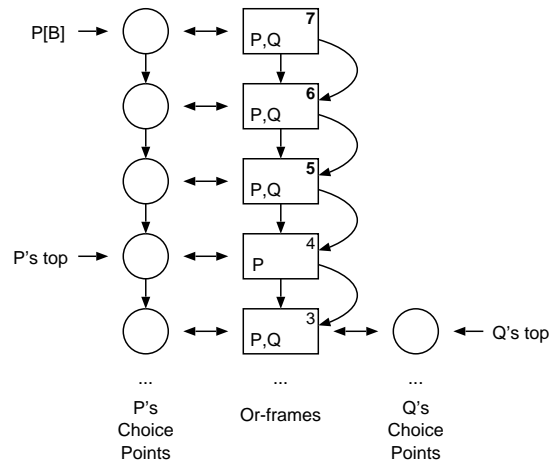 P[B]
7
P,Q
6
P,Q
5
P,Q
P's top
4
P
3
P,Q
Q's top
...
...
...
P's
Choice
Points
Or-frames
Q's
Choice
Points